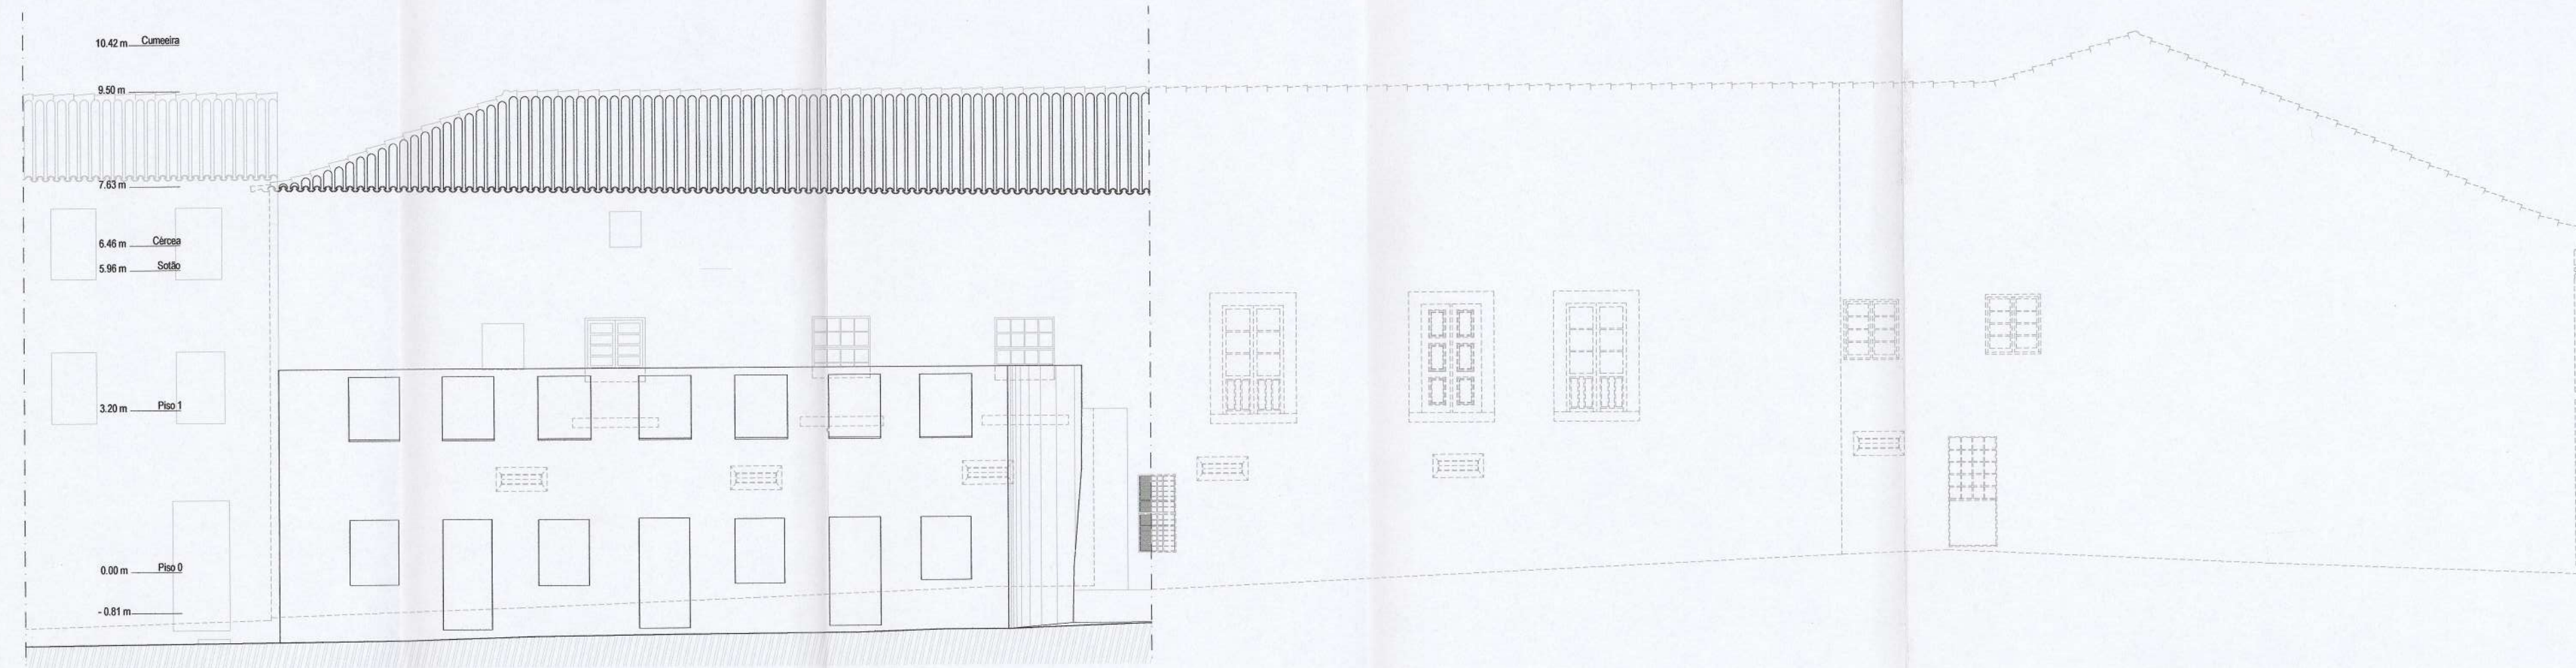 10.42 m Cumeeira
9.50 m
7.63 m
6.46 m Cércea
5.96 m Sotão
3.20 m Piso 1
0.00 m Piso 0
- 0.81 m